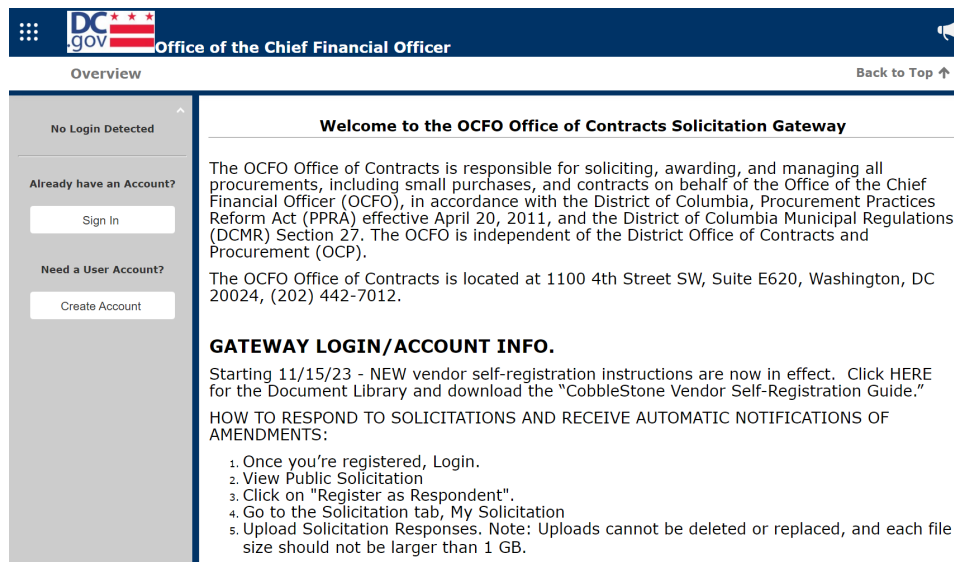 DC
.gov
Office of the Chief Financial Officer
Overview
Back to Top ↑
No Login Detected
Already have an Account?
Sign In
Need a User Account?
Create Account
Welcome to the OCFO Office of Contracts Solicitation Gateway
The OCFO Office of Contracts is responsible for soliciting, awarding, and managing all
procurements, including small purchases, and contracts on behalf of the Office of the Chief
Financial Officer (OCFO), in accordance with the District of Columbia, Procurement Practices
Reform Act (PPRA) effective April 20, 2011, and the District of Columbia Municipal Regulations
(DCMR) Section 27. The OCFO is independent of the District Office of Contracts and
Procurement (OCP).
The OCFO Office of Contracts is located at 1100 4th Street SW, Suite E620, Washington, DC
20024, (202) 442-7012.
GATEWAY LOGIN/ACCOUNT INFO.
Starting 11/15/23 - NEW vendor self-registration instructions are now in effect.  Click HERE
for the Document Library and download the “CobbleStone Vendor Self-Registration Guide.”
HOW TO RESPOND TO SOLICITATIONS AND RECEIVE AUTOMATIC NOTIFICATIONS OF
AMENDMENTS:
1. Once you’re registered, Login.
2. View Public Solicitation
3. Click on "Register as Respondent".
4. Go to the Solicitation tab, My Solicitation
5. Upload Solicitation Responses. Note: Uploads cannot be deleted or replaced, and each file
size should not be larger than 1 GB.